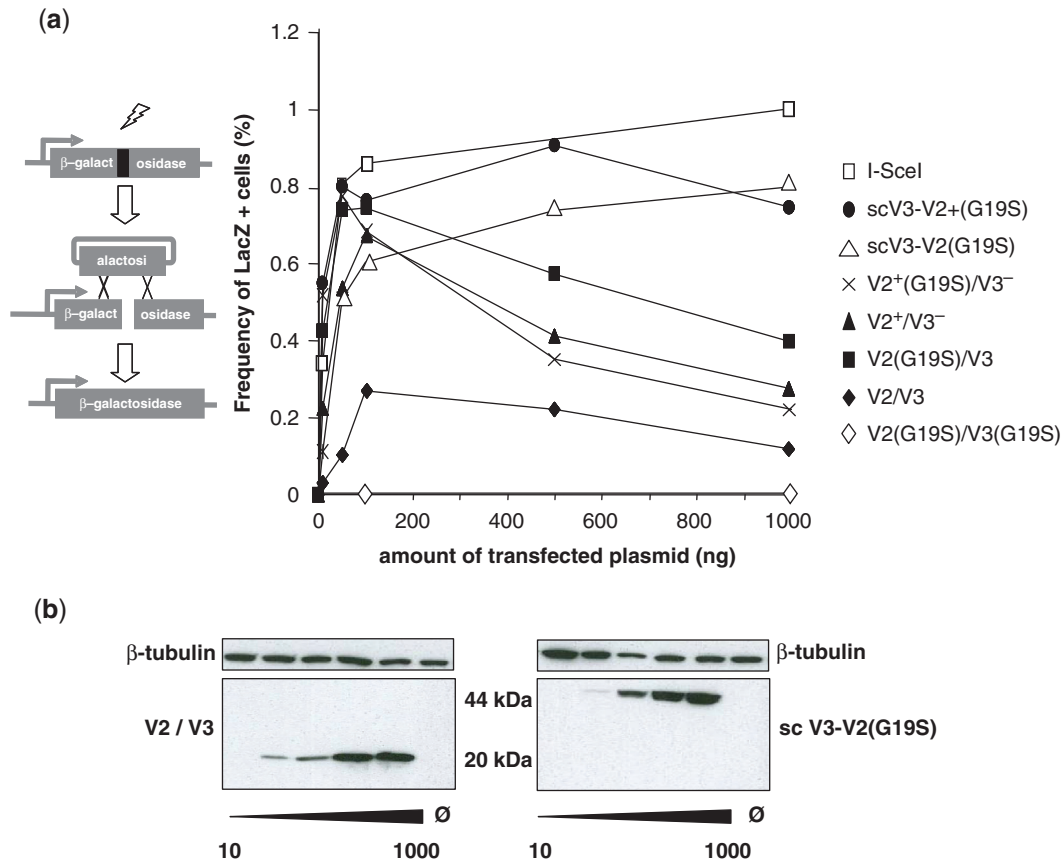 (a)
β–galact osidase
alactosi
β–galact osidase
β–galactosidase
Frequency of LacZ + cells (%)
1.2
1
0.8
0.6
0.4
0.2
0
0 200 400 600 800 1000
amount of transfected plasmid (ng)
I-SceI
scV3-V2+(G19S)
scV3-V2(G19S)
V2⁺(G19S)/V3⁻
V2⁺/V3⁻
V2(G19S)/V3
V2/V3
V2(G19S)/V3(G19S)
(b)
β-tubulin
β-tubulin
V2 / V3
44 kDa
20 kDa
sc V3-V2(G19S)
Ø
Ø
10 1000
10 1000